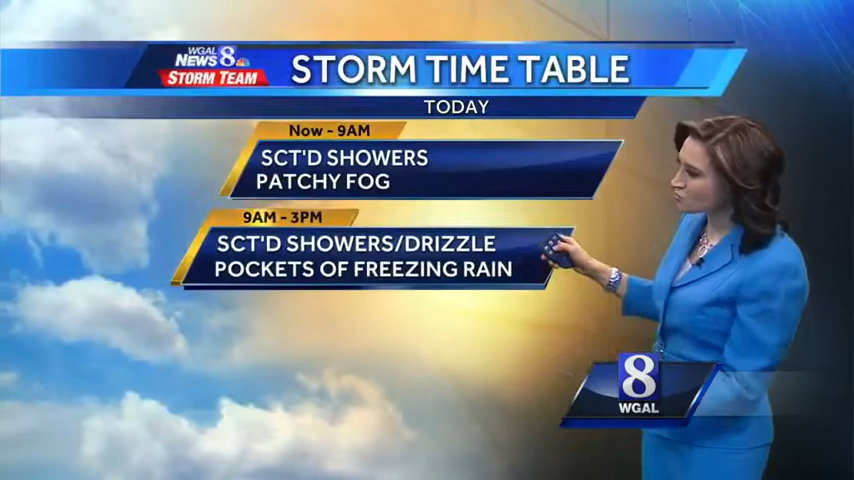 WGAL
NEWS 8
STORM TEAM
STORM TIME TABLE
TODAY
Now - 9AM
SCT'D SHOWERS
PATCHY FOG
9AM - 3PM
SCT'D SHOWERS/DRIZZLE
POCKETS OF FREEZING RAIN
8
WGAL